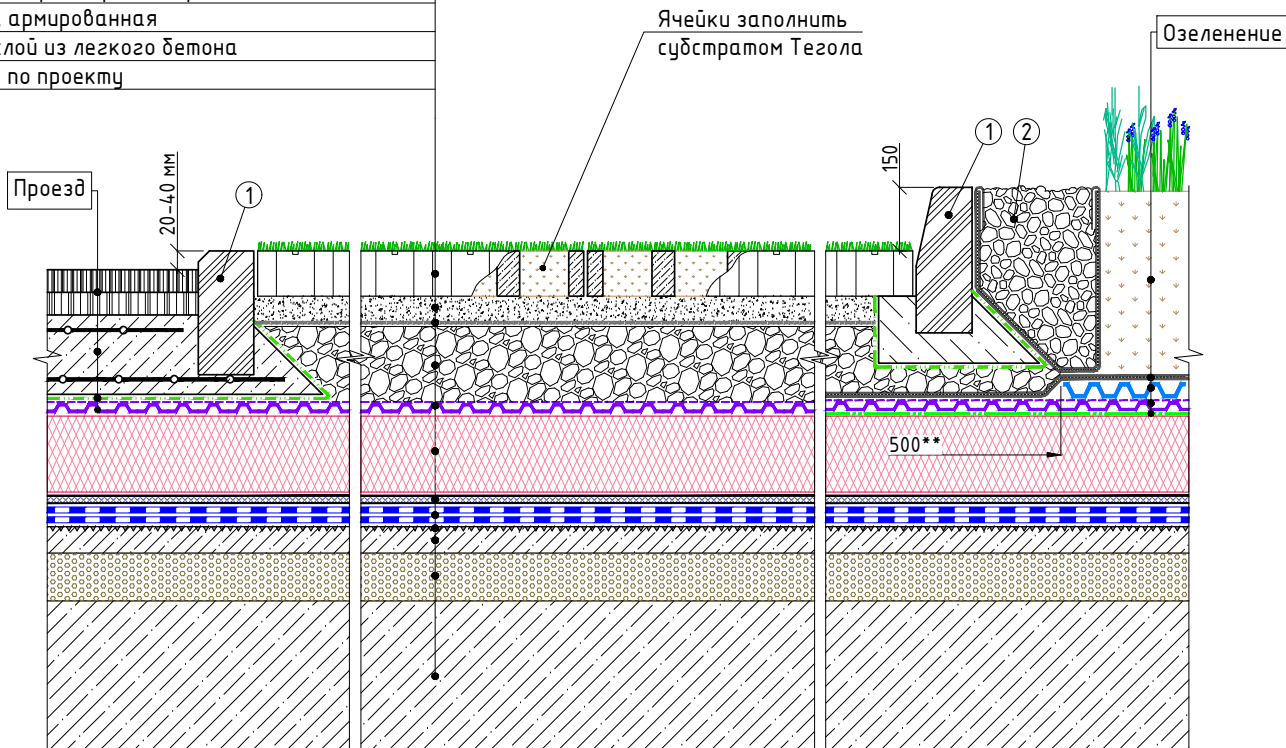 армированная
слой из легкого бетона
по проекту
Ячейки заполнить
субстратом Тегола
Озеленение
Проезд
20-40 мм
1
150
1
2
500**